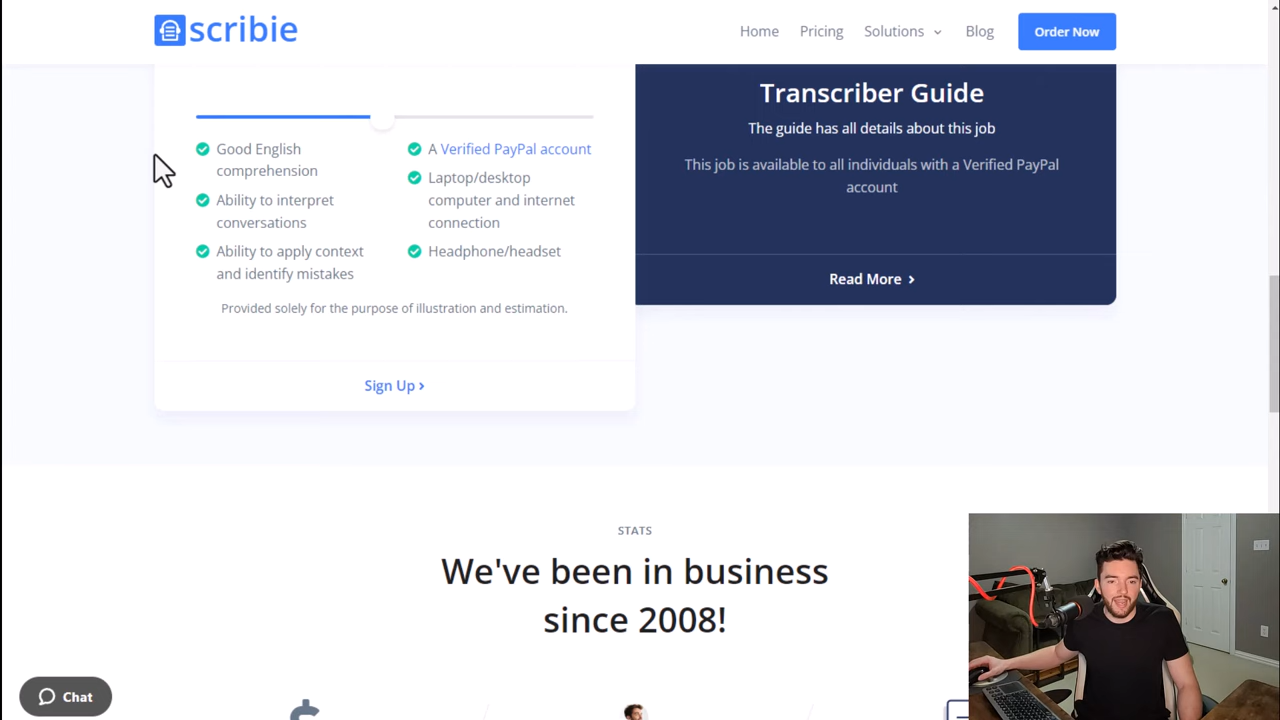 scribie
Home
Pricing
Solutions
Blog
Order Now
Good English
comprehension
Ability to interpret
conversations
Ability to apply context
and identify mistakes
A Verified PayPal account
Laptop/desktop
computer and internet
connection
Headphone/headset
Provided solely for the purpose of illustration and estimation.
Sign Up ›
Transcriber Guide
The guide has all details about this job
This job is available to all individuals with a Verified PayPal
account
Read More ›
STATS
We've been in business
since 2008!
Chat